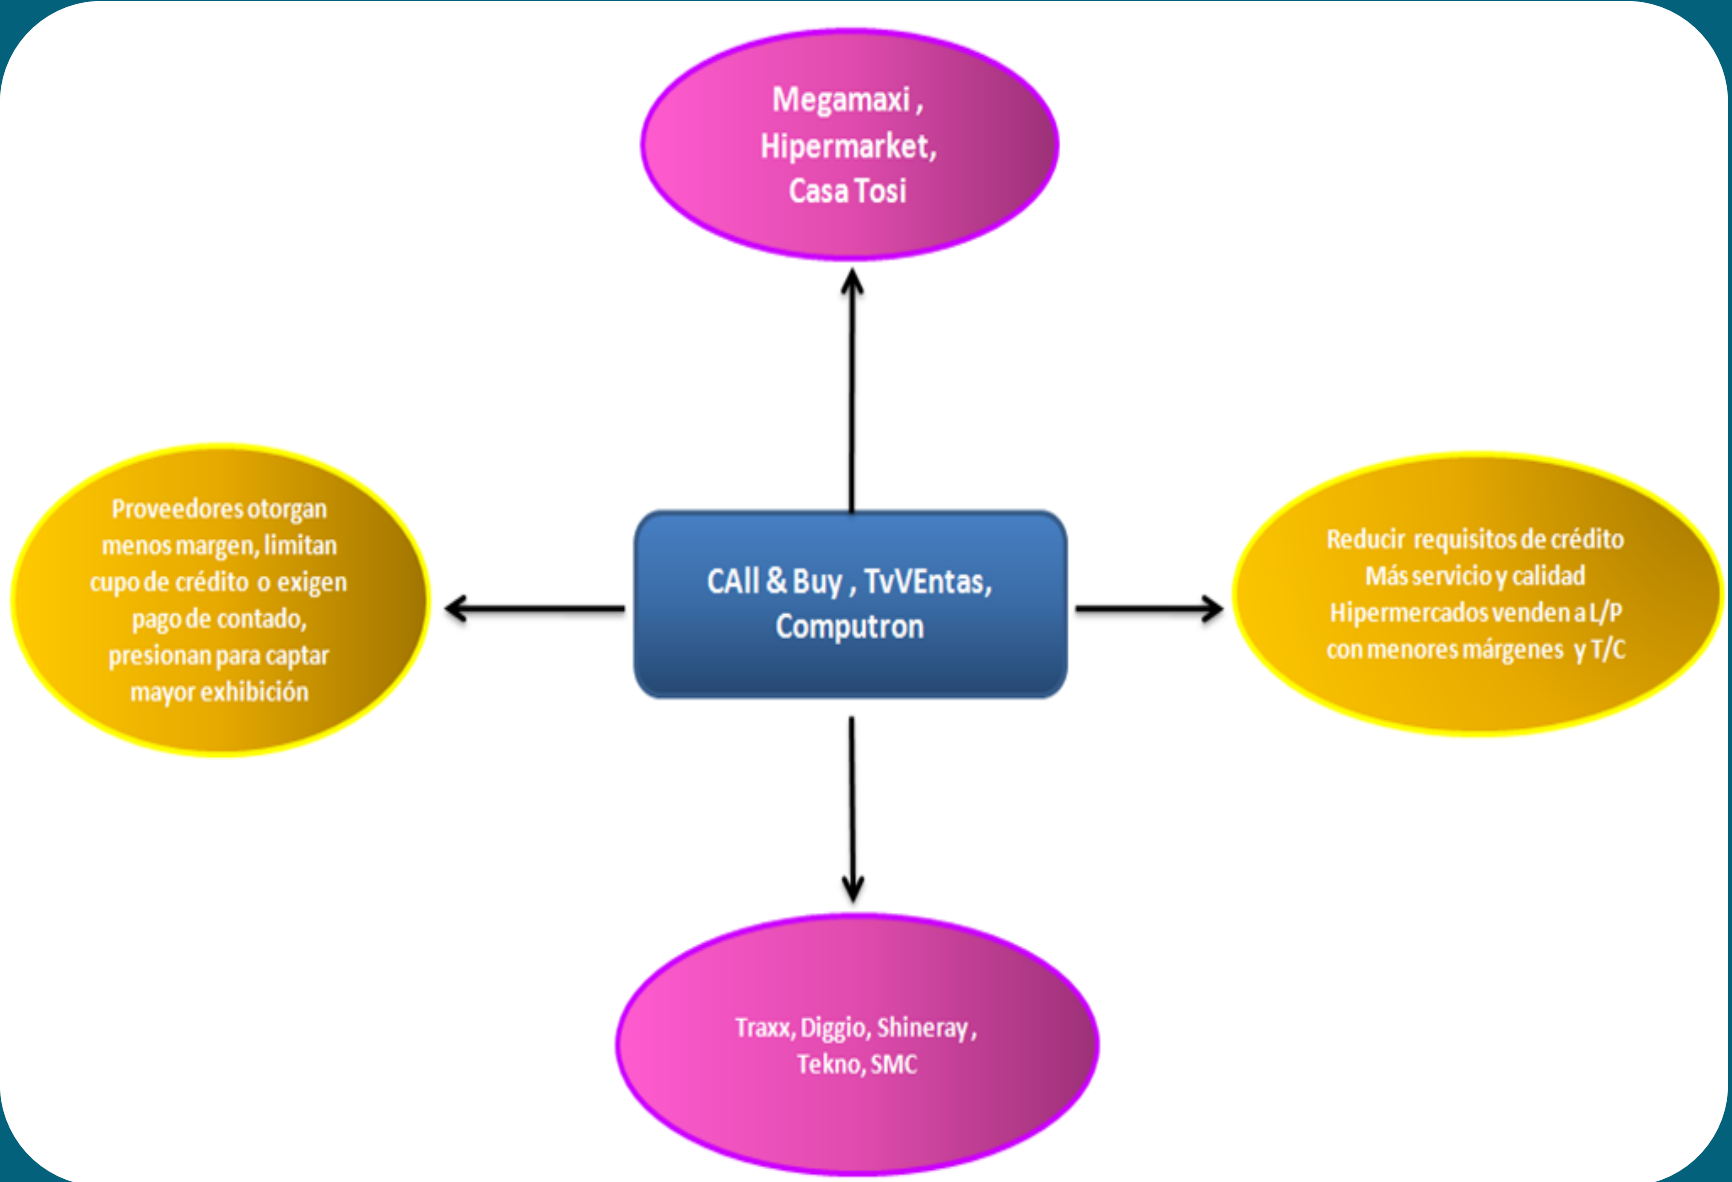 Megamaxi ,
Hipermarket,
Casa Tosi
Proveedores otorgan
menos margen, limitan
cupo de crédito o exigen
pago de contado,
presionan para captar
mayor exhibición
CAll & Buy , TvVEntas,
Computron
Reducir requisitos de crédito
Más servicio y calidad
Hipermercados venden a L/P
con menores márgenes y T/C
Traxx, Diggio, Shineray ,
Tekno, SMC